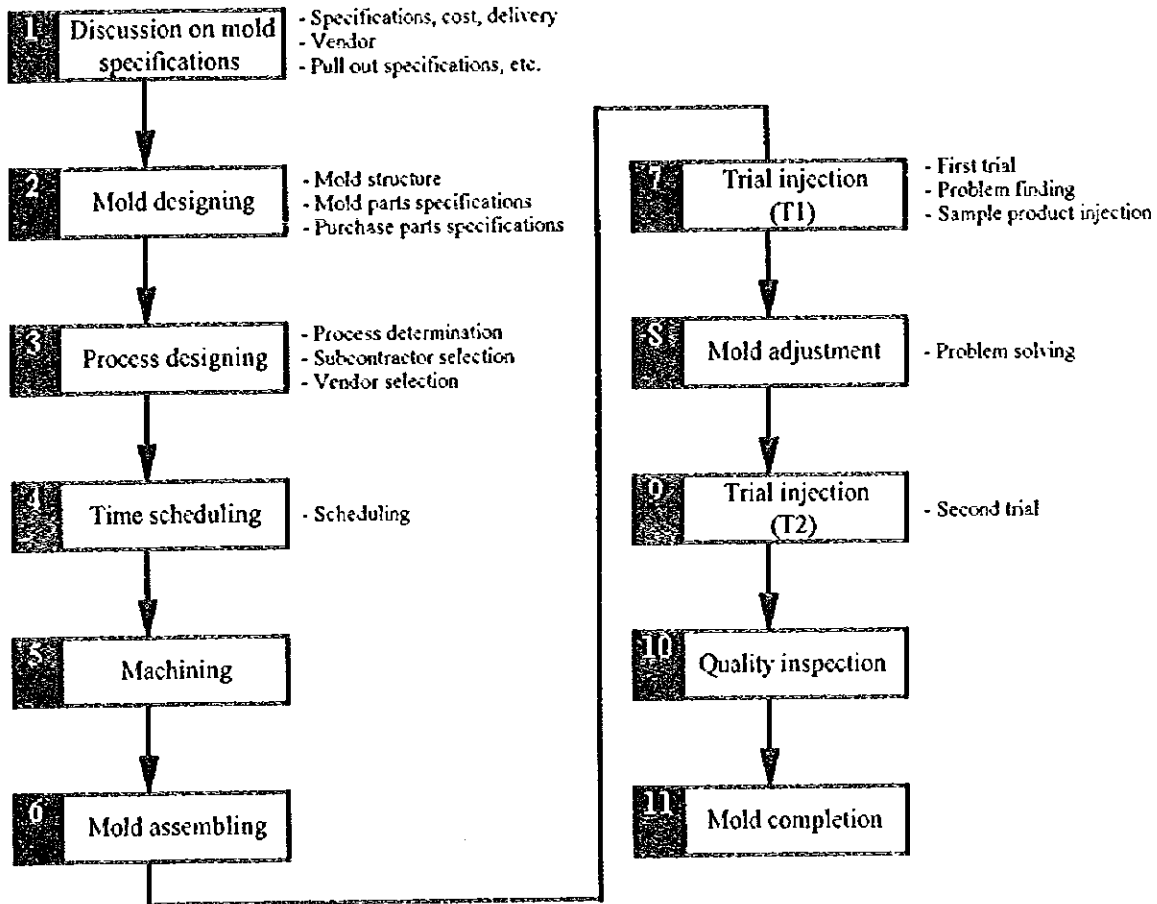 1
Discussion on mold
specifications
- Specifications, cost, delivery
- Vendor
- Pull out specifications, etc.
2
Mold designing
- Mold structure
- Mold parts specifications
- Purchase parts specifications
3
Process designing
- Process determination
- Subcontractor selection
- Vendor selection
4
Time scheduling
- Scheduling
5
Machining
6
Mold assembling
7
Trial injection
(T1)
- First trial
- Problem finding
- Sample product injection
8
Mold adjustment
- Problem solving
9
Trial injection
(T2)
- Second trial
10
Quality inspection
11
Mold completion